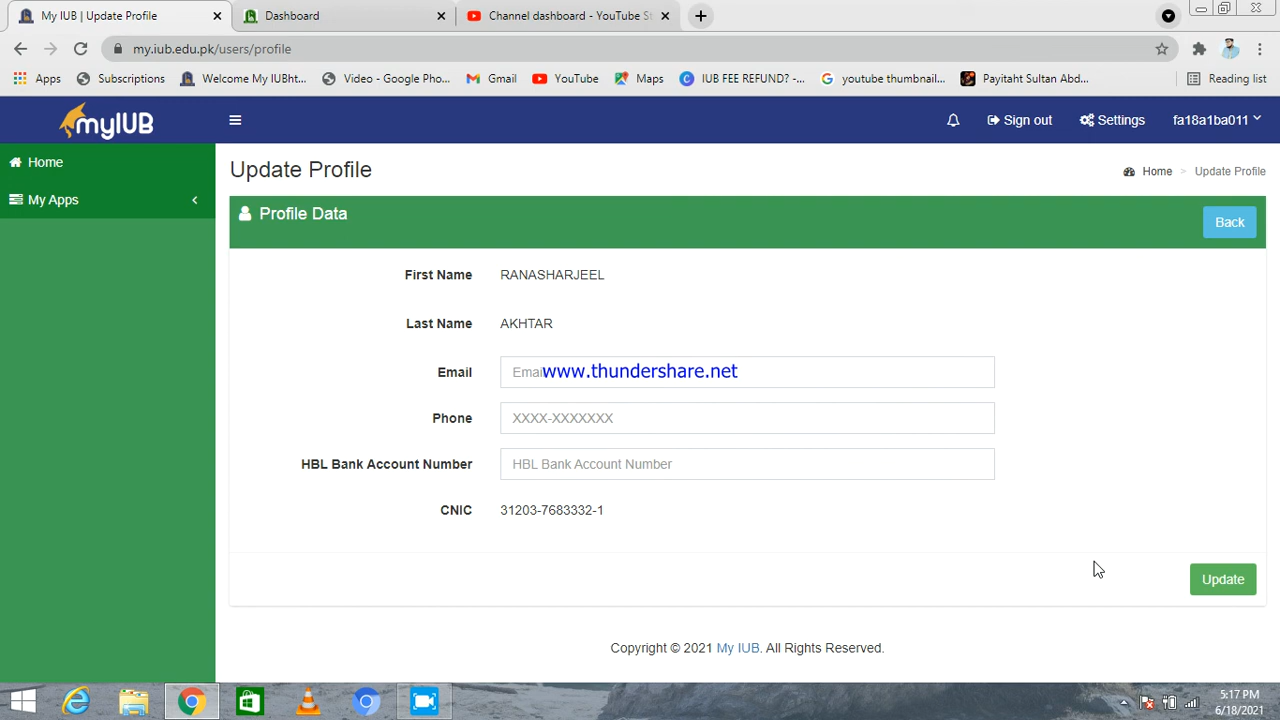 My IUB | Update Profile
Dashboard
Channel dashboard - YouTube St
my.iub.edu.pk/users/profile
Apps
Subscriptions
Welcome My IUBht...
Video - Google Pho...
Gmail
YouTube
Maps
IUB FEE REFUND? -...
youtube thumbnail...
Payitaht Sultan Abd...
Reading list
myIUB
Sign out
Settings
fa18a1ba011
Home
My Apps
Update Profile
Home > Update Profile
Profile Data
Back
First Name RANASHARJEEL
Last Name AKHTAR
Email Emai www.thundershare.net
Phone XXXX-XXXXXXX
HBL Bank Account Number HBL Bank Account Number
CNIC 31203-7683332-1
Update
Copyright © 2021 My IUB. All Rights Reserved.
5:17 PM
6/18/2021